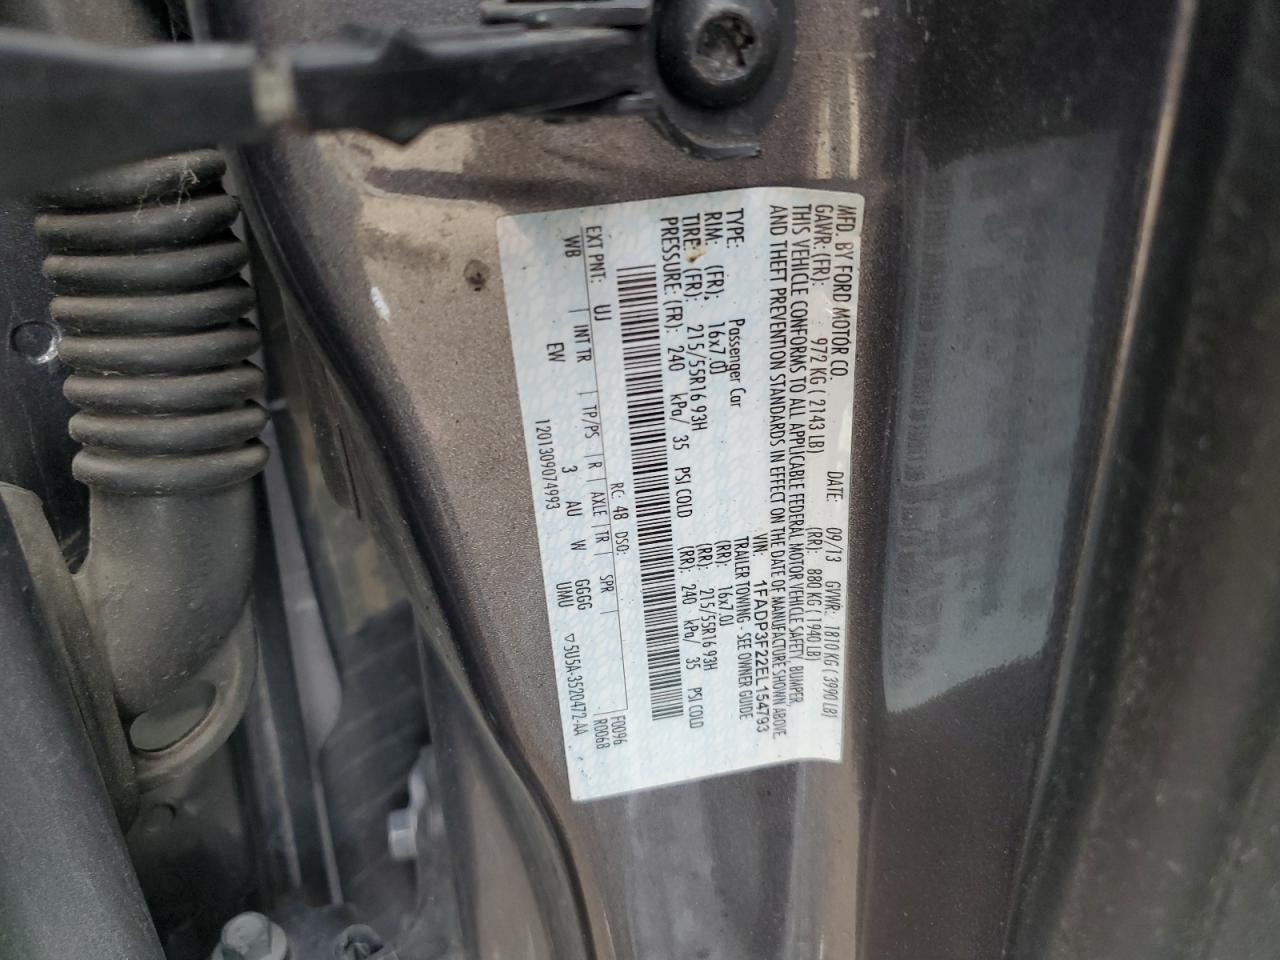 MFD. BY FORD MOTOR CO.
DATE: 09/13 GVWR: 1810 KG ( 3990 LB)
GAWR: (FR): 972 KG ( 2143 LB) (RR): 880 KG ( 1940 LB)
THIS VEHICLE CONFORMS TO ALL APPLICABLE FEDERAL MOTOR VEHICLE SAFETY, BUMPER,
AND THEFT PREVENTION STANDARDS IN EFFECT ON THE DATE OF MANUFACTURE SHOWN ABOVE
VIN: 1FADP3F22EL154793
TYPE: Passenger Car TRAILER TOWING - SEE OWNER GUIDE
RIM: (FR): 16x7.0J (RR): 16x7.0J
TIRE: (FR): 215/55R16 93H (RR): 215/55R16 93H
PRESSURE: (FR): 240 kPa/ 35 PSI COLD (RR): 240 kPa/ 35 PSI COLD
RC: 48 DSO: F0096
EXT PNT: UJ R0068
WB | INT TR | TP/PS | R | AXLE | TR | SPR |
EW 3 AU W GGGG
UMU
5U5A-3520472-AA
1201309074993